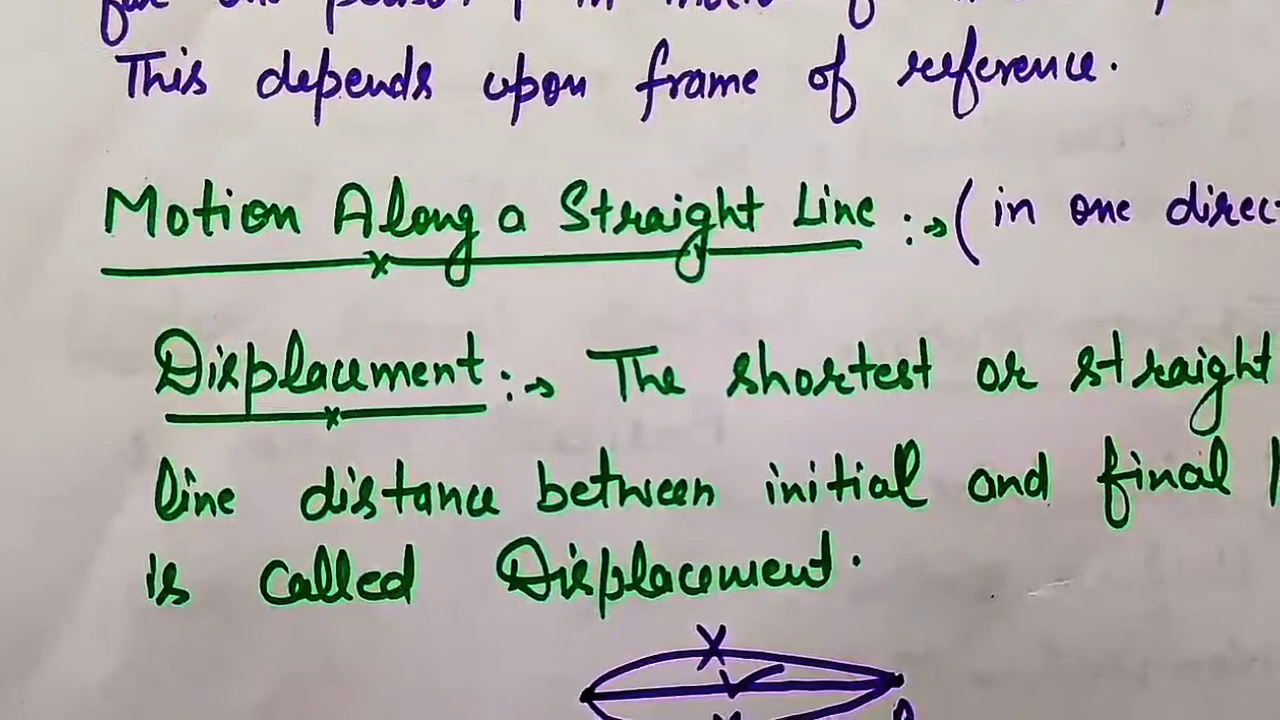 This depends upon frame of reference.
Motion Along a Straight Line :→ (in one direc
Displacement :→ The shortest or straight
line distance between initial and final
is called Displacement.